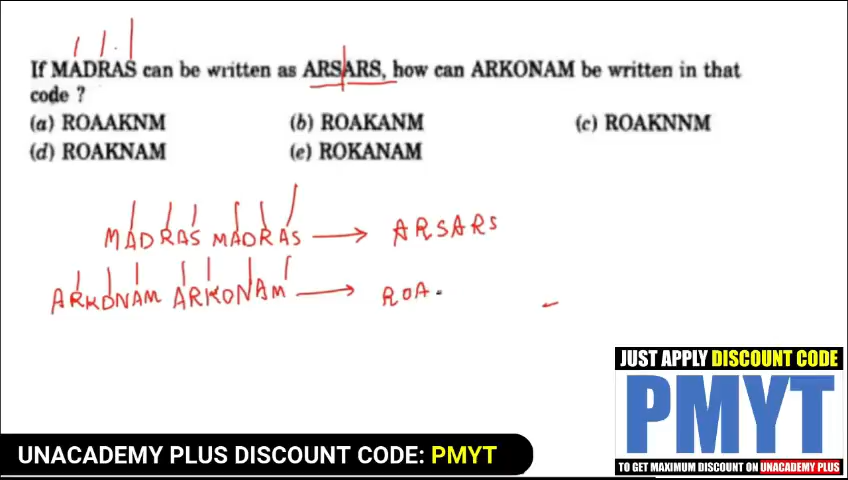 If MADRAS can be written as ARSARS, how can ARKONAM be written in that
code ?
(a) ROAAKNM (b) ROAKANM (c) ROAKNNM
(d) ROAKNAM (e) ROKANAM
MADRAS MADRAS → ARSARS
ARKONAM ARKONAM → ROA
JUST APPLY DISCOUNT CODE
PMYT
TO GET MAXIMUM DISCOUNT ON UNACADEMY PLUS
UNACADEMY PLUS DISCOUNT CODE: PMYT